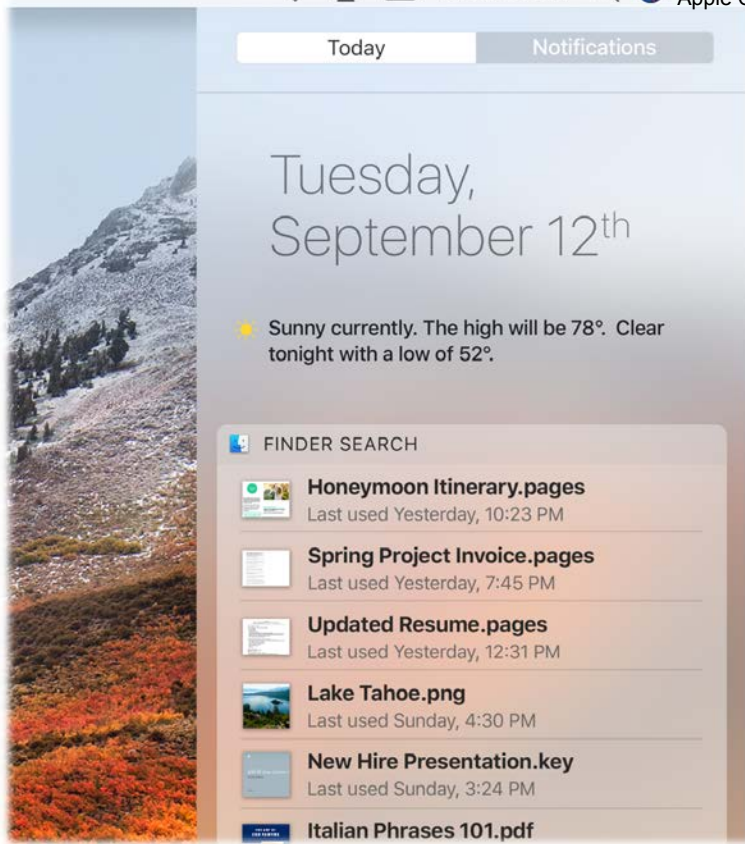 Apple
Today
Notifications
Tuesday,
September 12th
Sunny currently. The high will be 78°. Clear
tonight with a low of 52°.
FINDER SEARCH
Honeymoon Itinerary.pages
Last used Yesterday, 10:23 PM
Spring Project Invoice.pages
Last used Yesterday, 7:45 PM
Updated Resume.pages
Last used Yesterday, 12:31 PM
Lake Tahoe.png
Last used Sunday, 4:30 PM
New Hire Presentation.key
Last used Sunday, 3:24 PM
Italian Phrases 101.pdf